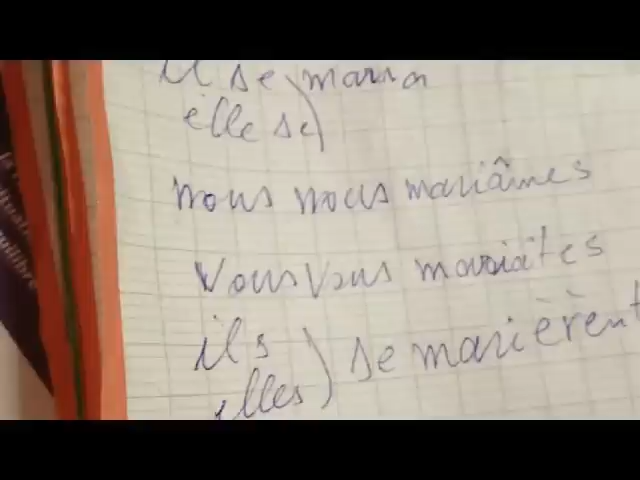 il se) maria
elle se)
nous nous mariâmes
vous vous mariâtes
ils
elles) se marièrent